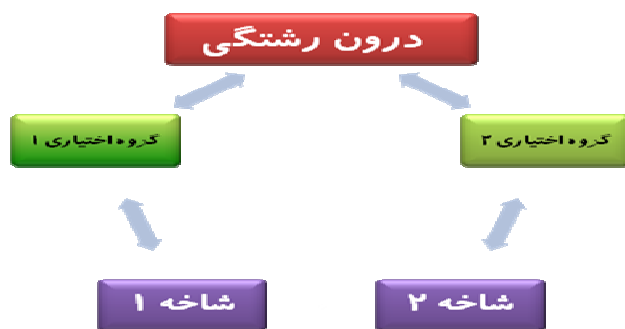 درون رشتگی
گروه اختیاری ۲
گروه اختیاری ۱
شاخه ۲
شاخه ۱